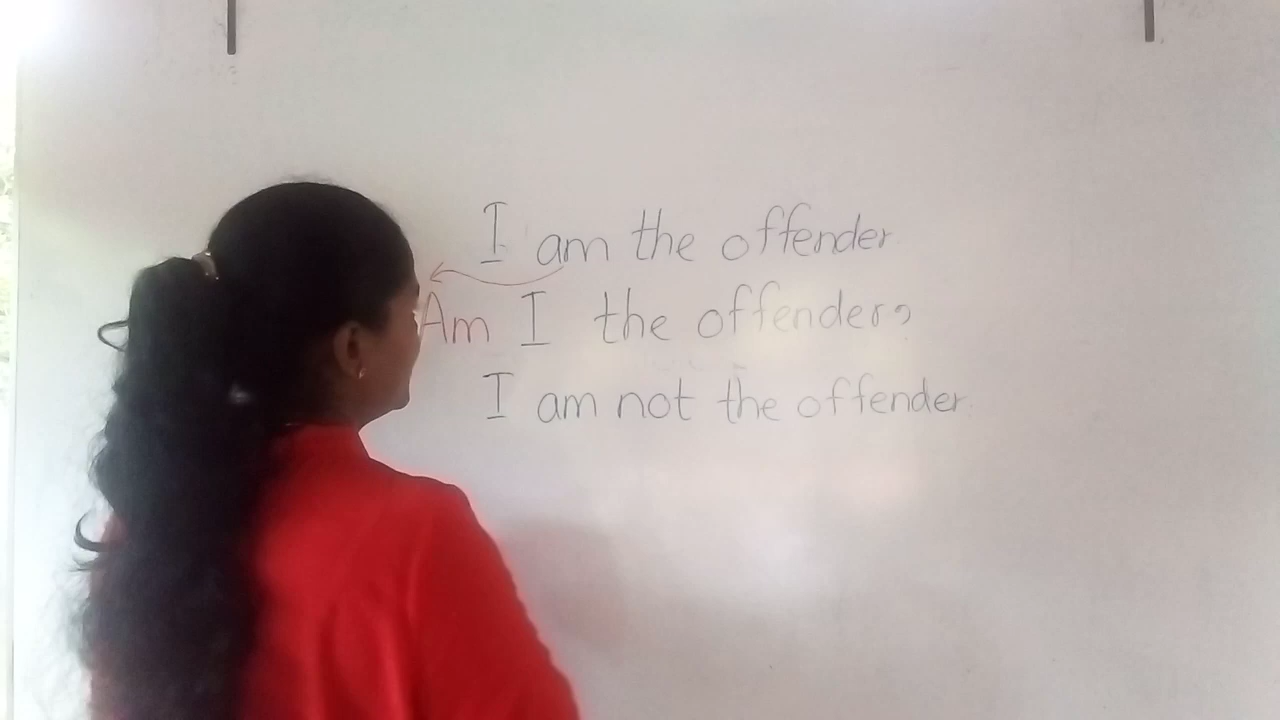 I am the offender
Am I the offender?
I am not the offender